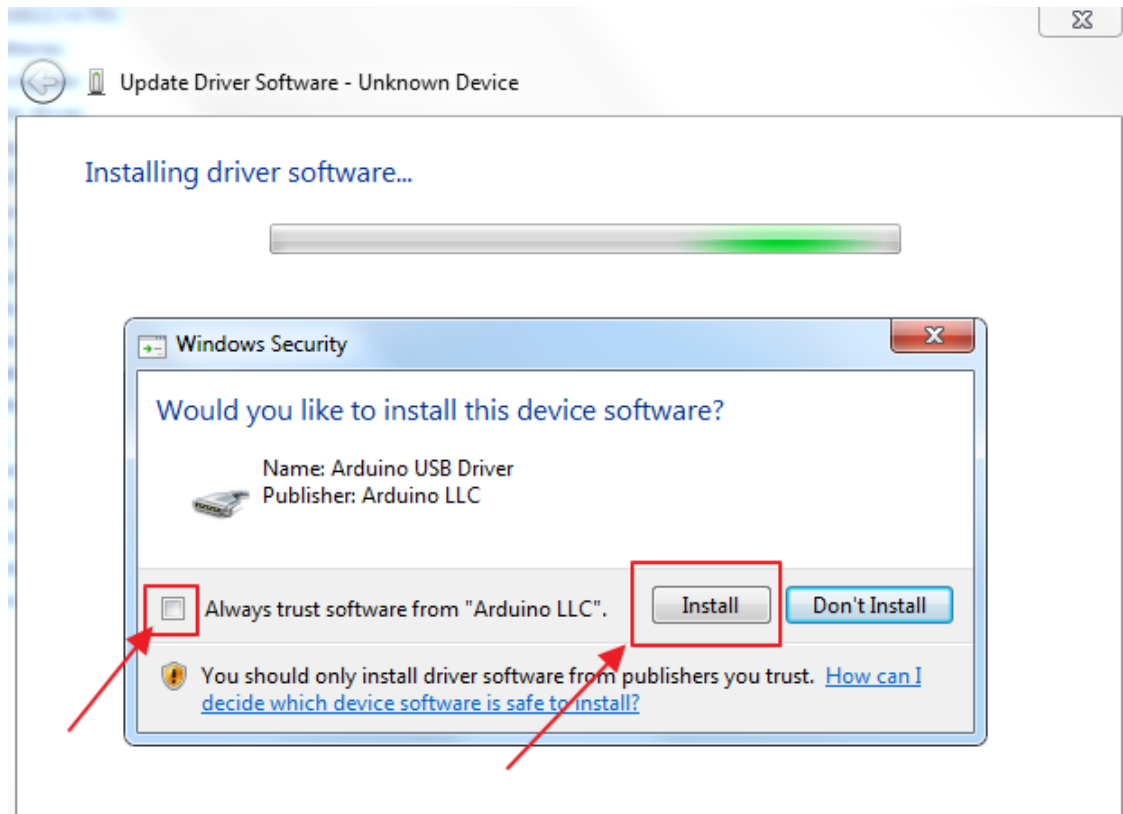 Update Driver Software - Unknown Device
Installing driver software...
Windows Security
Would you like to install this device software?
Name: Arduino USB Driver
Publisher: Arduino LLC
Always trust software from "Arduino LLC".
Install
Don't Install
You should only install driver software from publishers you trust. How can I
decide which device software is safe to install?